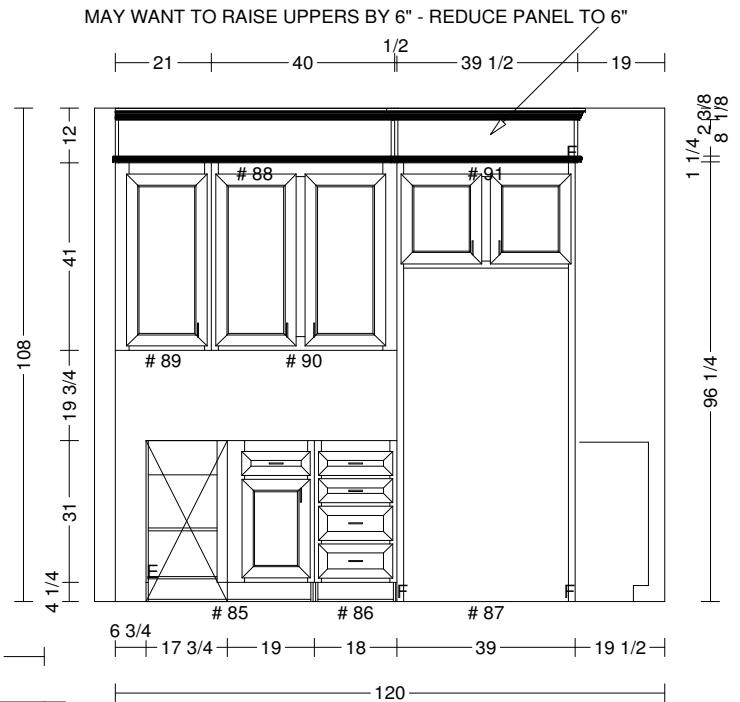 MAY WANT TO RAISE UPPERS BY 6" - REDUCE PANEL TO 6"
1/2
21 40 39 1/2 19
12
2 3/8
8 1/8
1 1/4
F
# 88 # 91
41
108
# 89 # 90
19 3/4
96 1/4
31
E
4 1/4
F F
# 85 # 86 # 87
6 3/4
17 3/4 19 18 39 19 1/2
120